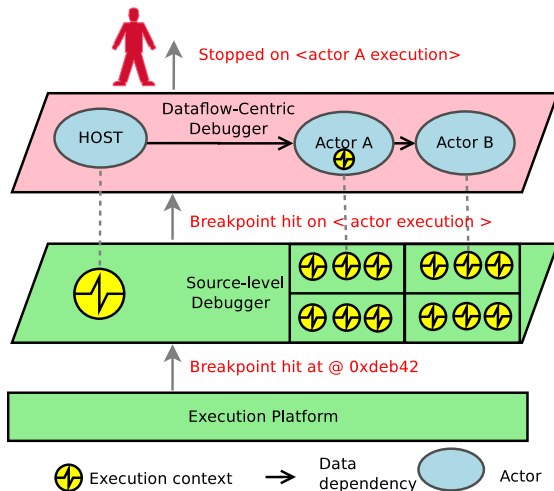 Stopped on <actor A execution>
Dataflow-Centric
Debugger
HOST
Actor A
Actor B
Breakpoint hit on < actor execution >
Source-level
Debugger
Breakpoint hit at @ 0xdeb42
Execution Platform
Execution context
Data
dependency
Actor